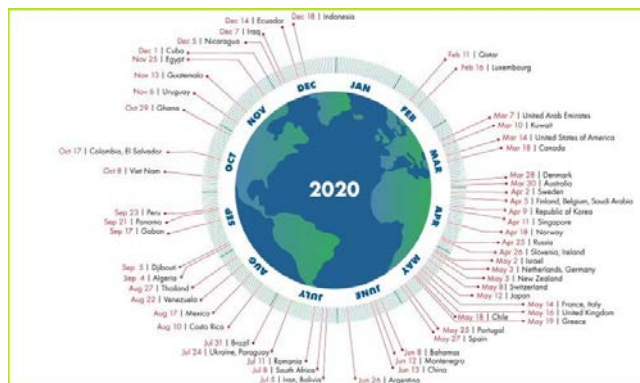 Dec 18 | Indonesia
Dec 14 | Ecuador
Dec 7 | Iraq
Dec 5 | Nicaragua
Dec 1 | Cuba
Nov 25 | Egypt
Nov 13 | Guatemala
Nov 6 | Uruguay
Oct 29 | Ghana
Oct 17 | Colombia, El Salvador
Oct 8 | Viet Nam
Sep 23 | Peru
Sep 21 | Panama
Sep 17 | Gabon
Sep 5 | Djibouti
Sep 4 | Algeria
Aug 27 | Thailand
Aug 22 | Venezuela
Aug 17 | Mexico
Aug 10 | Costa Rica
Jul 31 | Brazil
Jul 24 | Ukraine, Paraguay
Jul 11 | Romania
Jul 8 | South Africa
Jul 5 | Iran, Bolivia
JAN
FEB
MAR
APR
MAY
JUNE
JULY
AUG
SEP
OCT
NOV
DEC
2020
Feb 11 | Qatar
Feb 16 | Luxembourg
Mar 7 | United Arab Emirates
Mar 10 | Kuwait
Mar 14 | United States of America
Mar 18 | Canada
Mar 28 | Denmark
Mar 30 | Australia
Apr 2 | Sweden
Apr 5 | Finland, Belgium, Saudi Arabia
Apr 9 | Republic of Korea
Apr 11 | Singapore
Apr 18 | Norway
Apr 25 | Russia
Apr 26 | Slovenia, Ireland
May 2 | Israel
May 3 | Netherlands, Germany
May 5 | New Zealand
May 8 | Switzerland
May 12 | Japan
May 14 | France, Italy
May 16 | United Kingdom
May 18 | Chile
May 19 | Greece
May 25 | Portugal
May 27 | Spain
Jun 8 | Bahamas
Jun 12 | Montenegro
Jun 13 | China
Jun 26 | Argentina